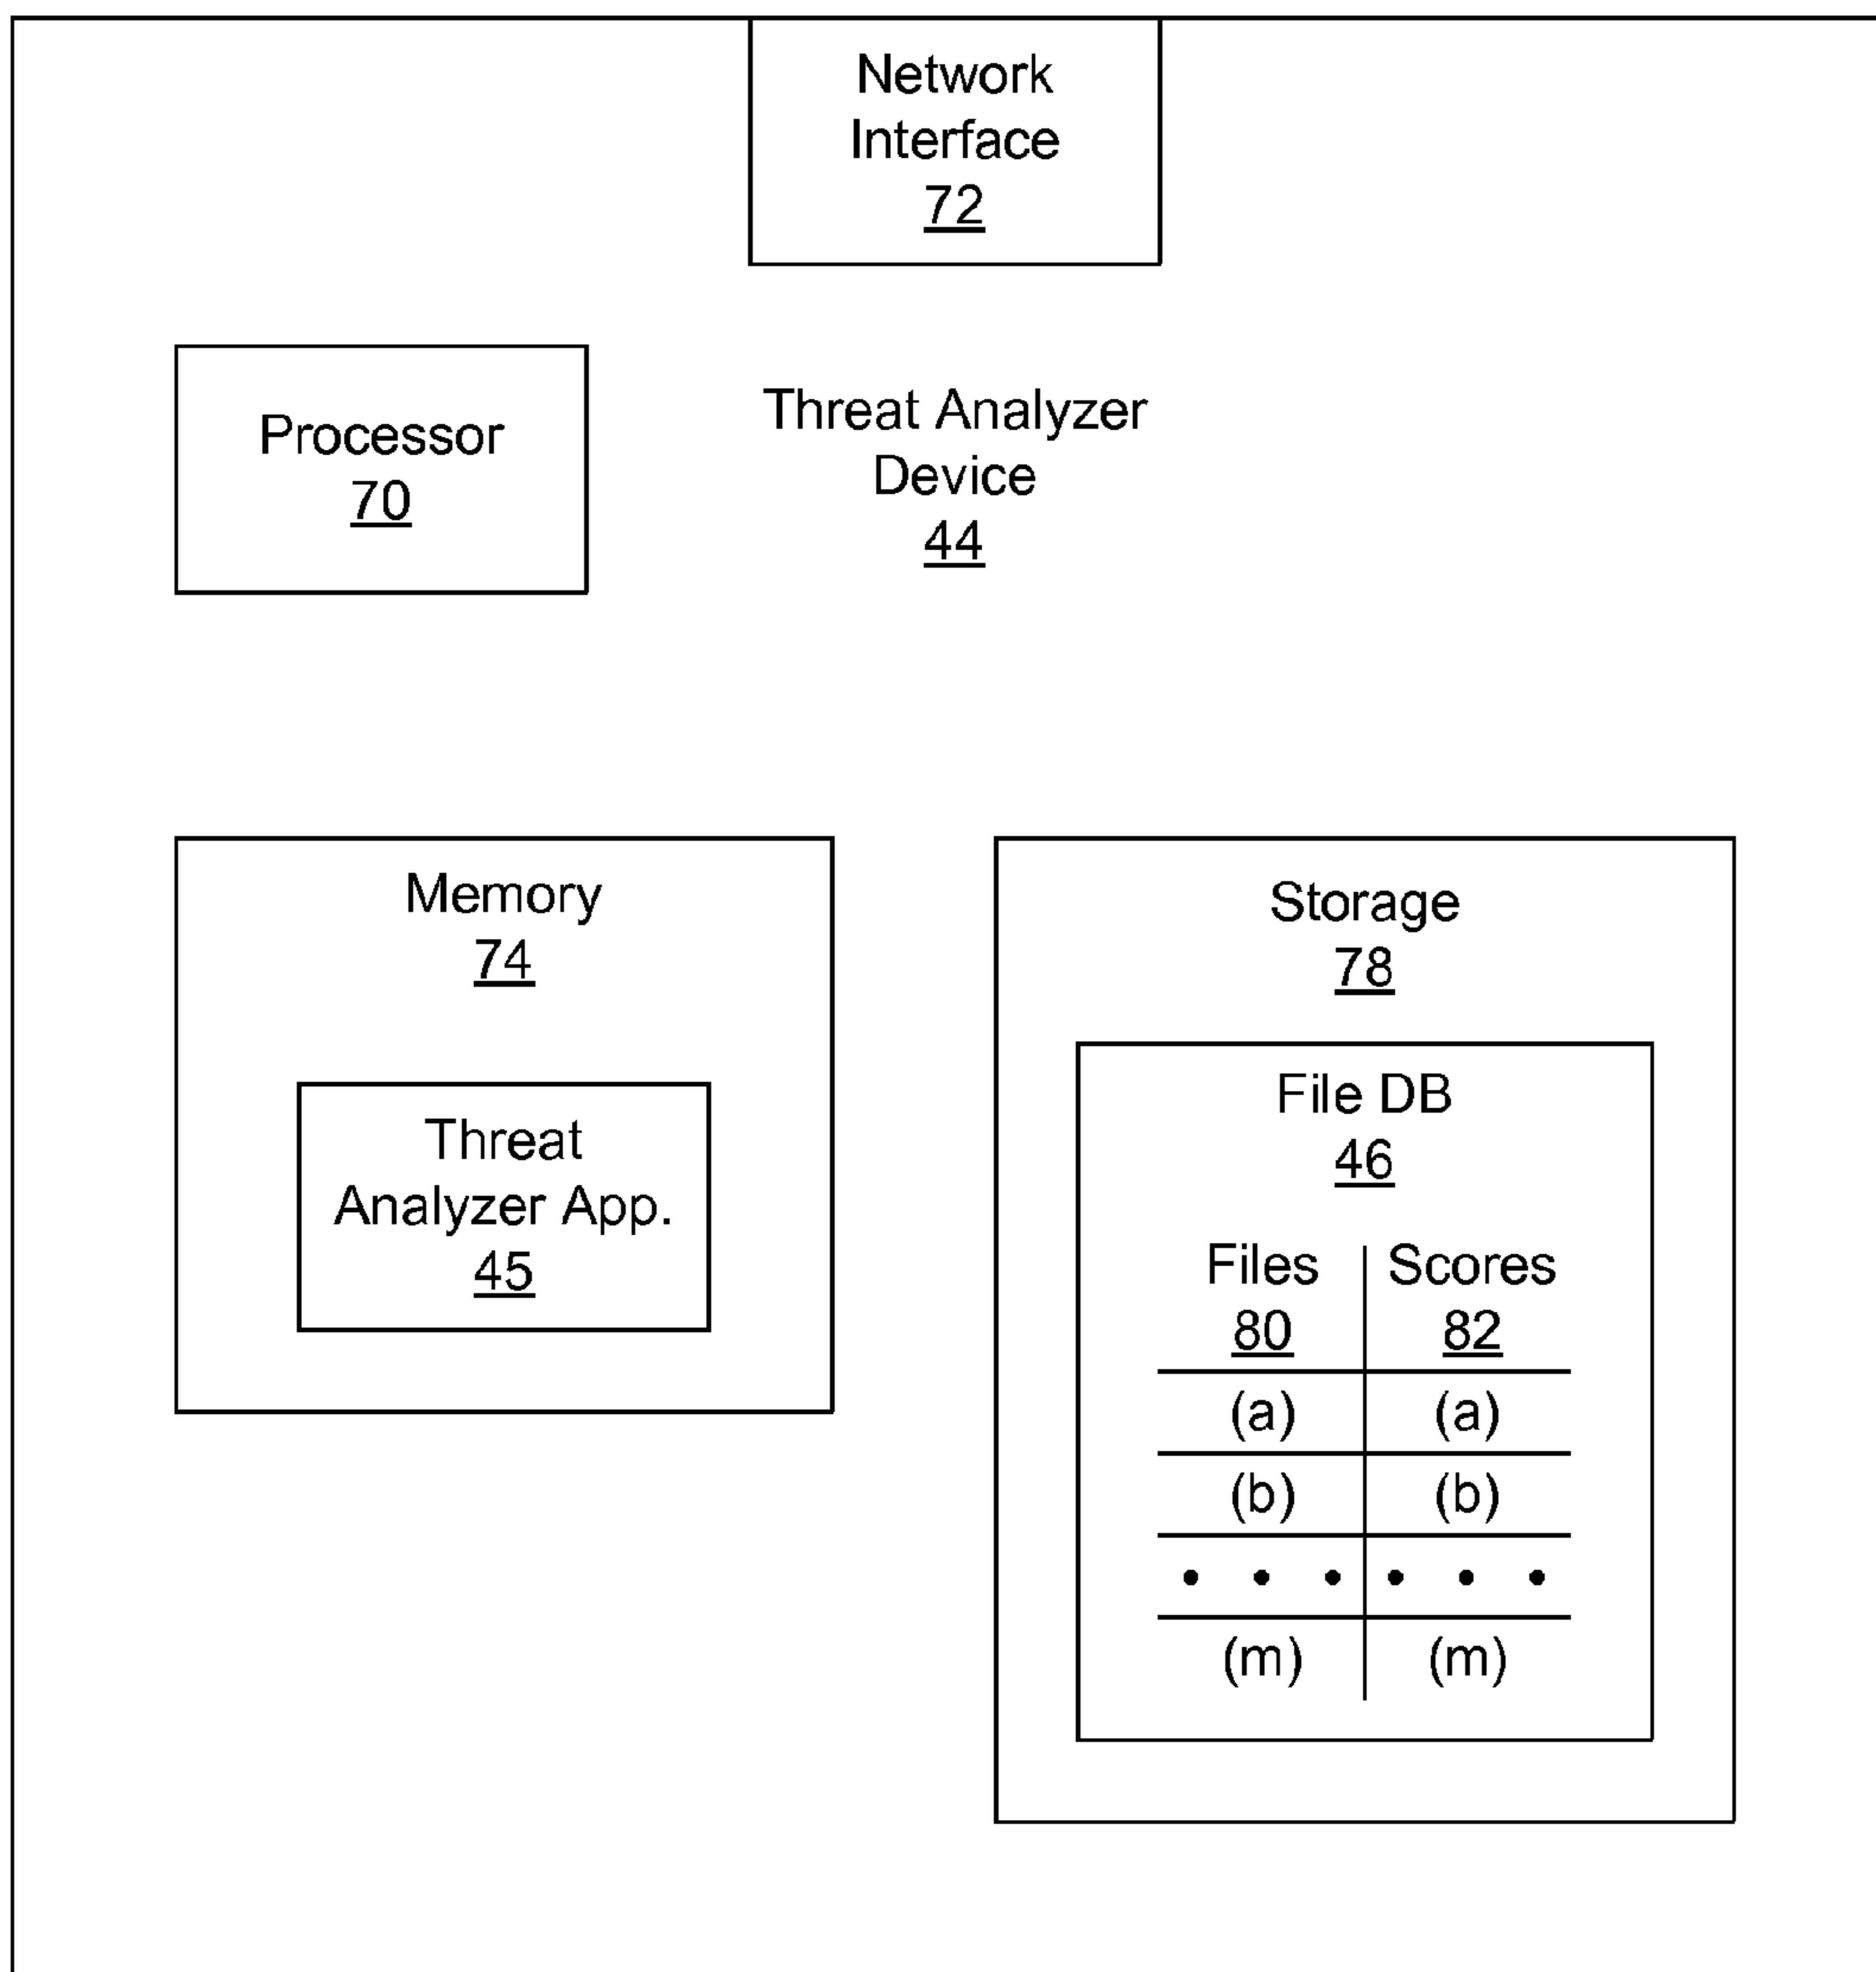 Network
Interface
72
Processor
70
Threat Analyzer
Device
44
Memory
74
Threat
Analyzer App.
45
Storage
78
File DB
46
Files Scores
80 82
(a) (a)
(b) (b)
• • • • • •
(m) (m)